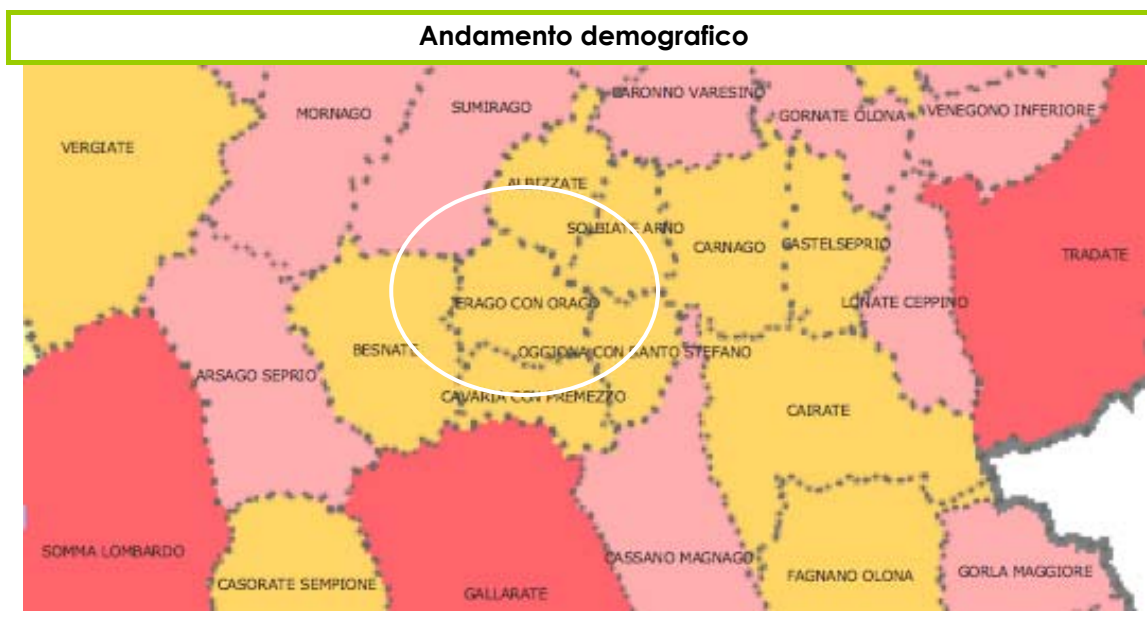 Andamento demografico
CARONNO VARESINO
SUMIRAGO
VENEGONO INFERIORE
MORNAGO
GORNATE OLONA
VERGIATE
ALBIZZATE
SOLBIATE ARNO
CARNAGO
CASTELSEPRIO
TRADATE
JERAGO CON ORAGO
LONATE CEPPINO
BESNATE
OGGIONA CON SANTO STEFANO
ARSAGO SEPRIO
CAVARIA CON PREMEZZO
CAIRATE
SOMMA LOMBARDO
CASSANO MAGNAGO
GORLA MAGGIORE
FAGNANO OLONA
CASORATE SEMPIONE
GALLARATE